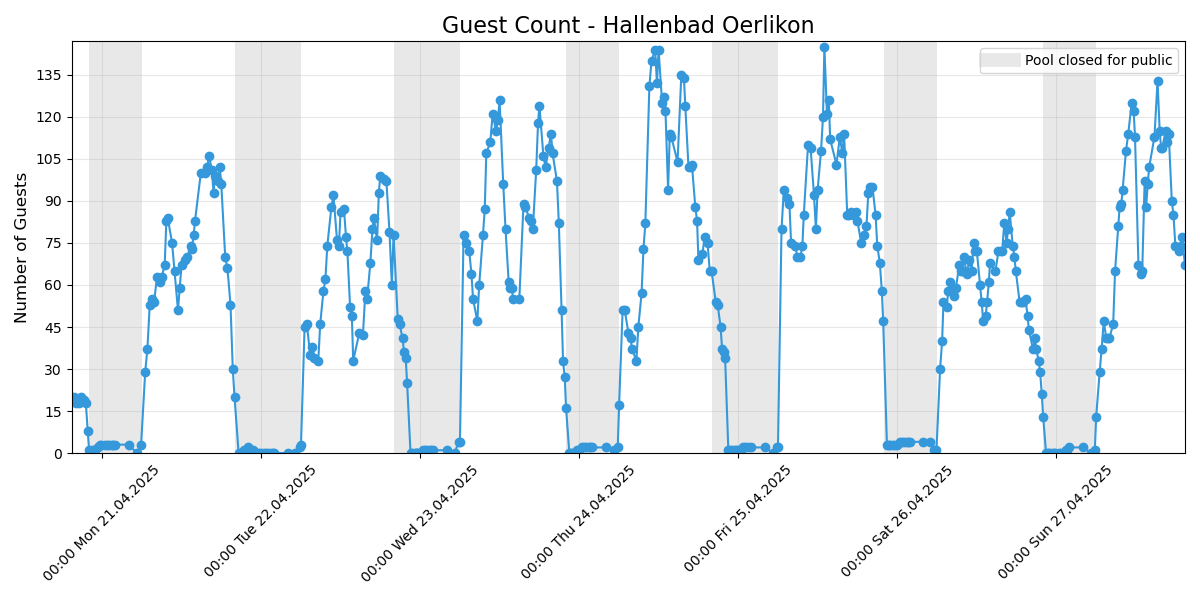 Guest Count - Hallenbad Oerlikon
Pool closed for public
Number of Guests
135
120
105
90
75
60
45
30
15
0
00:00 Mon 21.04.2025
00:00 Tue 22.04.2025
00:00 Wed 23.04.2025
00:00 Thu 24.04.2025
00:00 Fri 25.04.2025
00:00 Sat 26.04.2025
00:00 Sun 27.04.2025